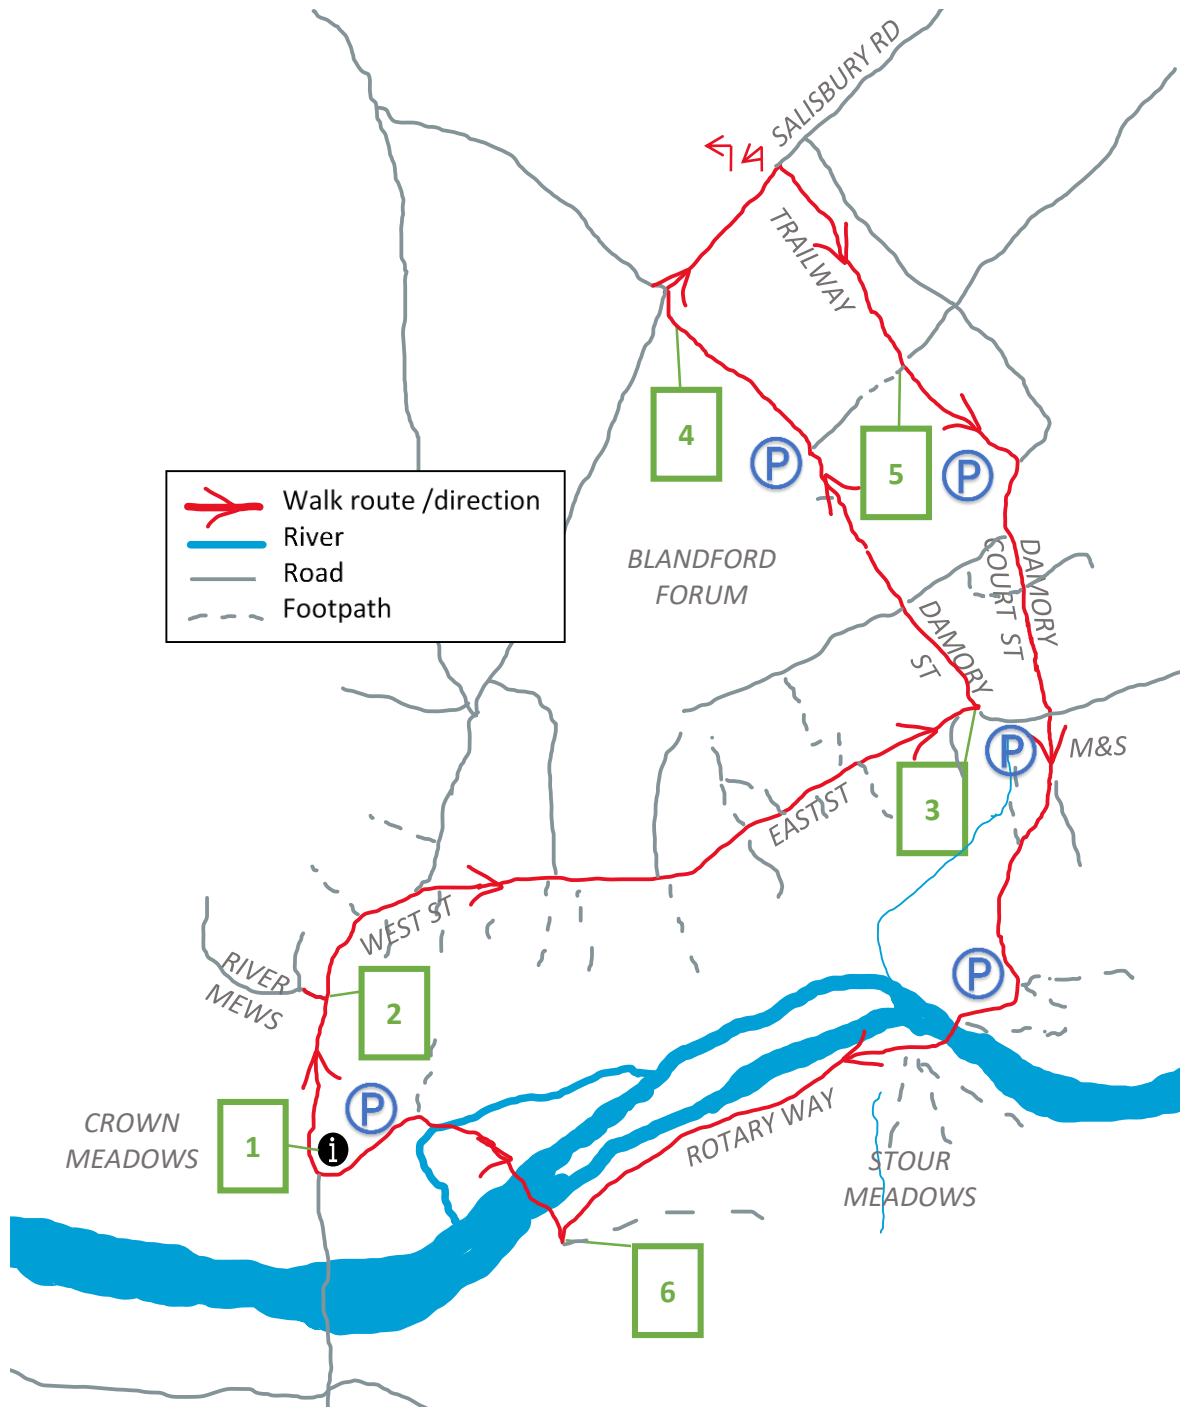 SALISBURY RD
TRAILWAY
4
P
5
P
Walk route /direction
River
Road
Footpath
BLANDFORD
FORUM
DAMORY
COURT ST
DAMORY
ST
P
M&S
3
EAST ST
WEST ST
RIVER
MEWS
2
P
P
CROWN
MEADOWS
1
i
ROTARY WAY
STOUR
MEADOWS
6